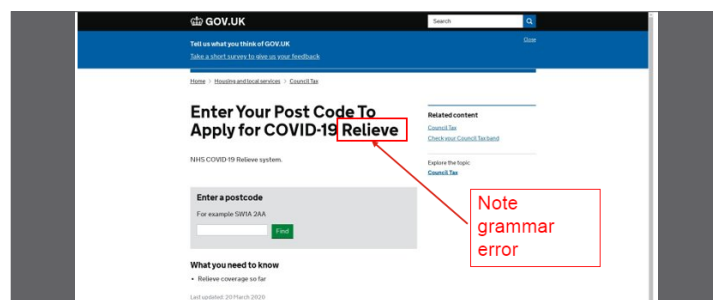 GOV.UK
Search
Tell us what you think of GOV.UK
Close
Take a short survey to give us your feedback
Home > Housing and local services > Council Tax
Enter Your Post Code To
Apply for COVID-19 Relieve
Related content
Council Tax
Check your Council Tax band
NHS COVID-19 Relieve system.
Explore the topic
Council Tax
Enter a postcode
For example SW1A 2AA
Find
Note
grammar
error
What you need to know
• Relieve coverage so far
Last updated: 20 March 2020